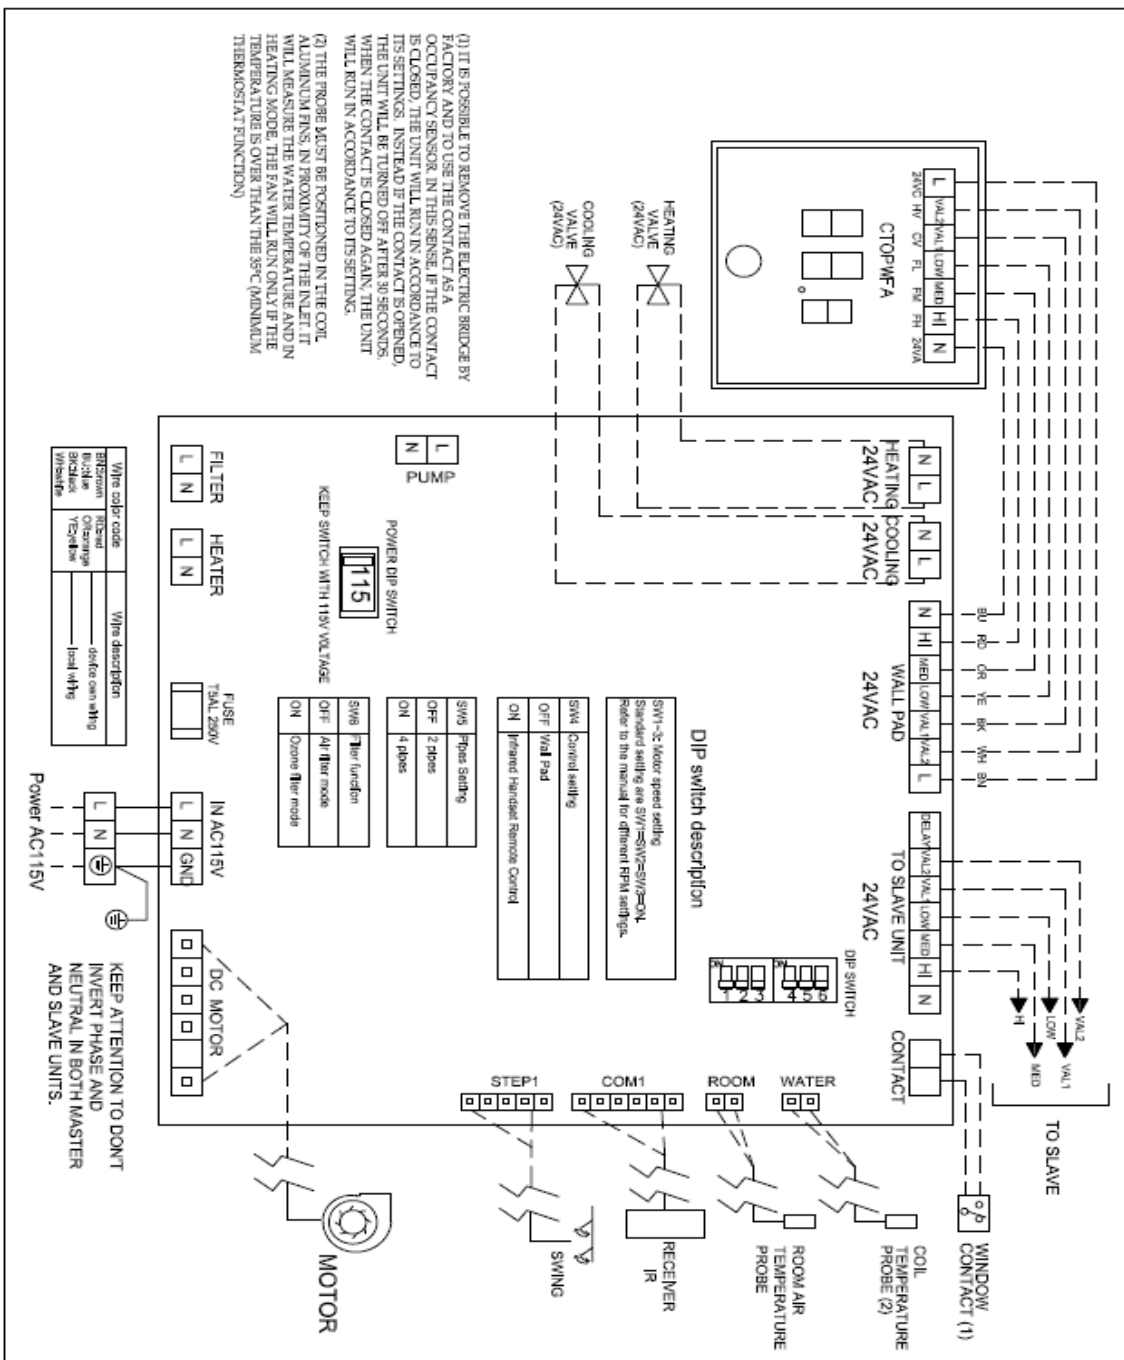 (1) IT IS POSSIBLE TO REMOVE THE ELECTRIC BRIDGE BY
FACTORY AND TO USE THE CONTACT AS A
OCCUPANCY SENSOR. IN THIS SENSE, IF THE CONTACT
IS CLOSED, THE UNIT WILL RUN IN ACCORDANCE TO
ITS SETTINGS. INSTEAD IF THE CONTACT IS OPENED,
THE UNIT WILL BE TURNED OFF AFTER 30 SECONDS.
WHEN THE CONTACT IS CLOSED AGAIN, THE UNIT
WILL RUN IN ACCORDANCE TO ITS SETTING.
(2) THE PROBE MUST BE POSITIONED IN THE COIL
ALUMINUM FINS, IN PROXIMITY OF THE INLET. IT
WILL MEASURE THE WATER TEMPERATURE AND IN
HEATING MODE, THE FAN WILL RUN ONLY IF THE
TEMPERATURE IS OVER THAN THE 35°C (MINIMUM
THERMOSTAT FUNCTION)
L VAL2 VAL1 LOW MED HI N
24VC HV CV FL FM FH 24VA
CTOPWFA
HEATING
VALVE
(24VAC)
COOLING
VALVE
(24VAC)
N L
HEATING
24VAC
N L
COOLING
24VAC
BU RD OR YE BK WH BN
N HI MED LOW VAL1 VAL2 L
WALL PAD
24VAC
DELAY VAL2 VAL1 LOW MED HI N
TO SLAVE UNIT
24VAC
HI
LOW
VAL2
MED
VAL1
TO SLAVE
CONTACT
WINDOW
CONTACT (1)
L
N
PUMP
POWER DIP SWITCH
115
KEEP SWITCH WITH 115V VOLTAGE
DIP switch description
SW1~3: Motor speed setting
Standard setting are SW1=SW2=SW3=ON.
Refer to the manual for different RPM settings.
SW4 Control setting
OFF Wall Pad
ON Infrared Handset Remote Control
SW5 Pipes Setting
OFF 2 pipes
ON 4 pipes
SW6 Filter function
OFF Air filter mode
ON Ozone filter mode
DIP SWITCH
ON
ON
1 2 3 4 5 6
WATER
ROOM
COM1
STEP1
COIL
TEMPERATURE
PROBE (2)
ROOM AIR
TEMPERATURE
PROBE
RECEIVER
IR
SWING
MOTOR
FILTER
L N
HEATER
L N
FUSE
T5AL 250V
IN AC115V
L N GND
L N
Power AC115V
DC MOTOR
KEEP ATTENTION TO DON'T
INVERT PHASE AND
NEUTRAL IN BOTH MASTER
AND SLAVE UNITS.
Wire color code
BN:brown RD:red
BU:blue OR:orange
BK:black YE:yellow
WH:white
Wire description
device own wiring
local wiring